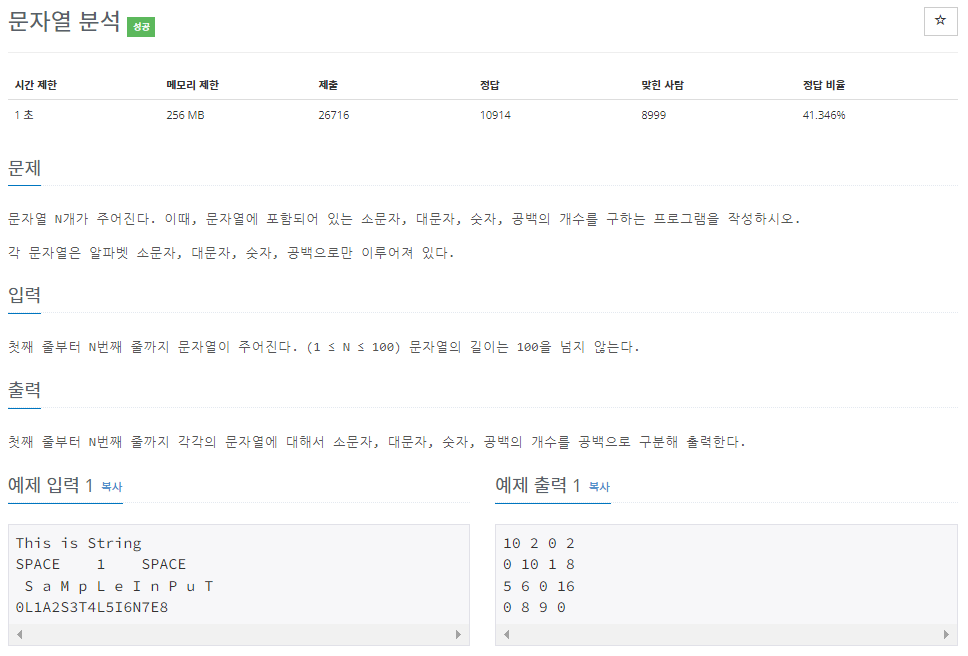 문자열 분석 성공
☆
시간 제한 메모리 제한 제출 정답 맞힌 사람 정답 비율
1 초 256 MB 26716 10914 8999 41.346%
문제
문자열 N개가 주어진다. 이때, 문자열에 포함되어 있는 소문자, 대문자, 숫자, 공백의 개수를 구하는 프로그램을 작성하시오.
각 문자열은 알파벳 소문자, 대문자, 숫자, 공백으로만 이루어져 있다.
입력
첫째 줄부터 N번째 줄까지 문자열이 주어진다. (1 ≤ N ≤ 100) 문자열의 길이는 100을 넘지 않는다.
출력
첫째 줄부터 N번째 줄까지 각각의 문자열에 대해서 소문자, 대문자, 숫자, 공백의 개수를 공백으로 구분해 출력한다.
예제 입력 1 복사
This is String
SPACE    1    SPACE
 S a M p L e I n P u T
0L1A2S3T4L5I6N7E8
예제 출력 1 복사
10 2 0 2
0 10 1 8
5 6 0 16
0 8 9 0